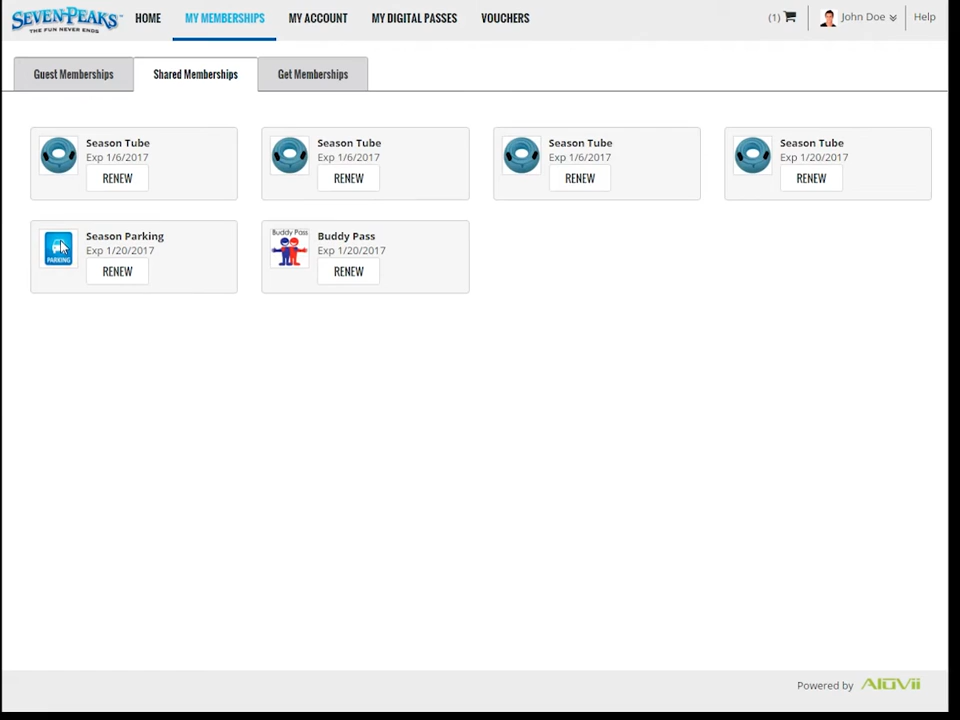 SEVEN-PEAKS
THE FUN NEVER ENDS
HOME
MY MEMBERSHIPS
MY ACCOUNT
MY DIGITAL PASSES
VOUCHERS
(1)
John Doe
Help
Guest Memberships
Shared Memberships
Get Memberships
Season Tube
Exp 1/6/2017
RENEW
Season Tube
Exp 1/6/2017
RENEW
Season Tube
Exp 1/6/2017
RENEW
Season Tube
Exp 1/20/2017
RENEW
PARKING
Season Parking
Exp 1/20/2017
RENEW
Buddy Pass
Buddy Pass
Exp 1/20/2017
RENEW
Powered by
AlūVii